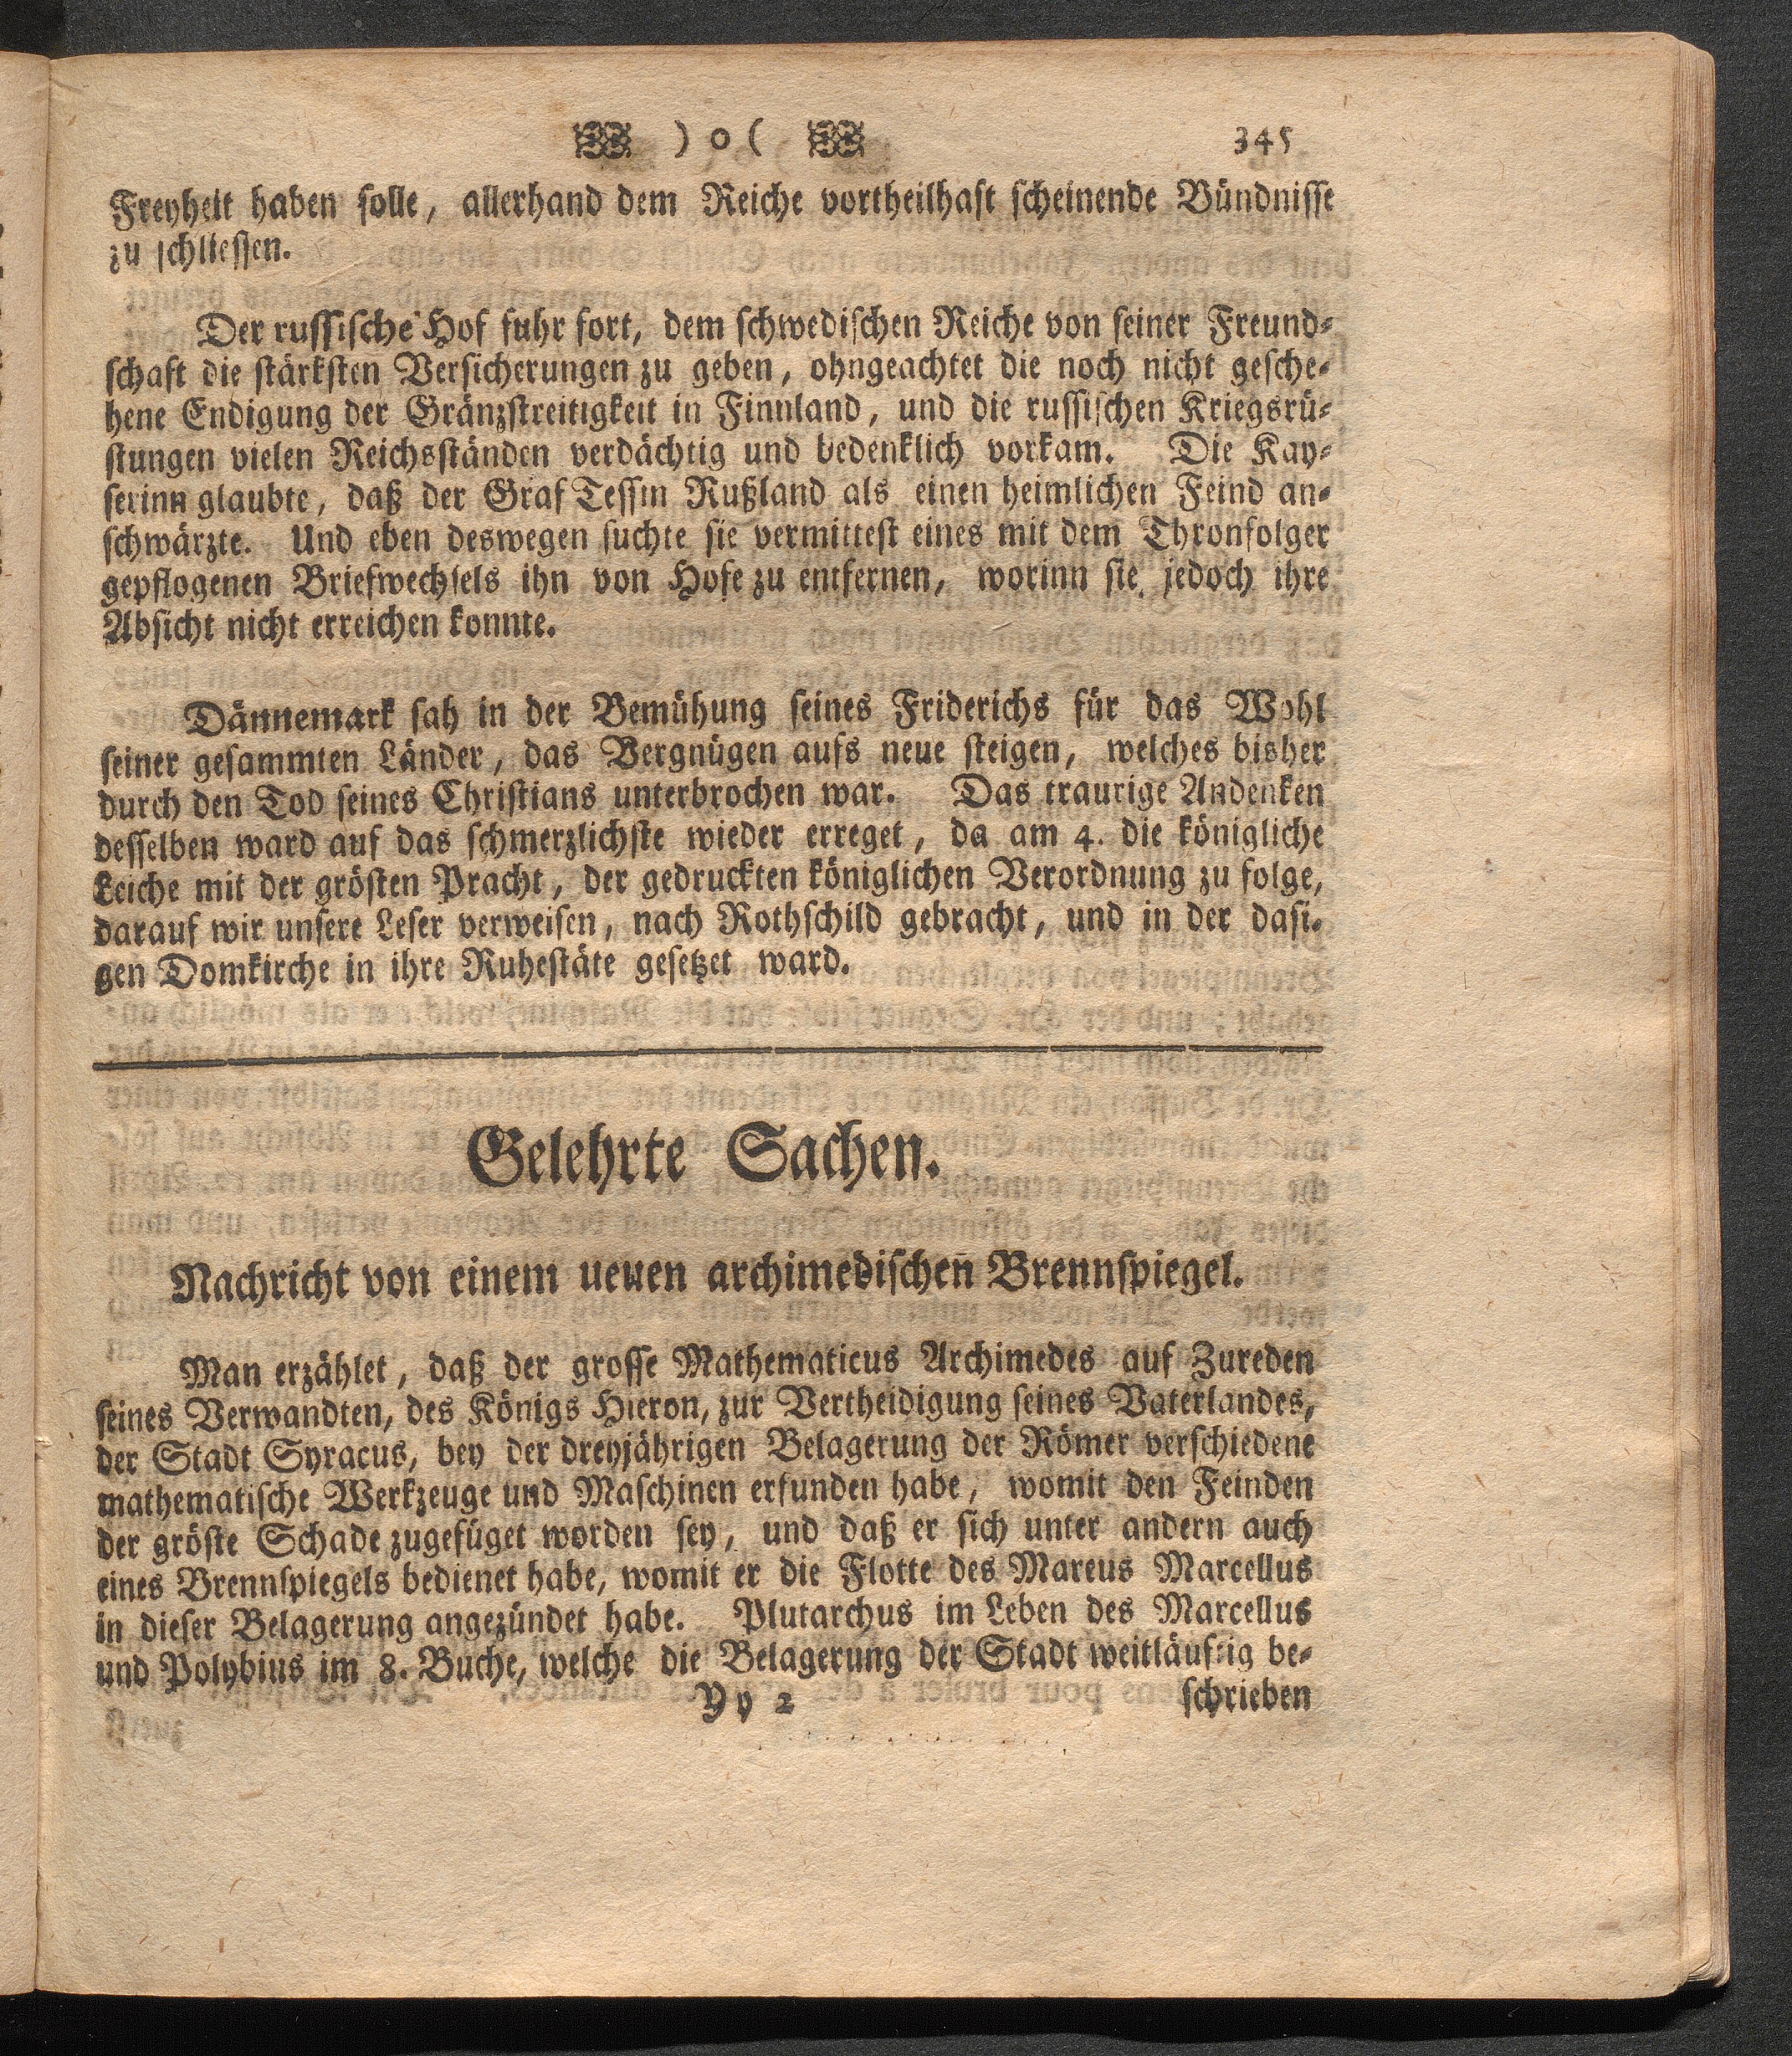 ) o ( 345
Freyheit haben solle, allerhand dem Reiche vortheilhaft scheinende Bündnisse
zu schliessen.
Der russische Hof fuhr fort, dem schwedischen Reiche von seiner Freund-
schaft die stärksten Versicherungen zu geben, ohngeachtet die noch nicht gesche-
hene Endigung der Gränzstreitigkeit in Finnland, und die russischen Kriegsrü-
stungen vielen Reichsständen verdächtig und bedenklich vorkam. Die Kay-
serinn glaubte, daß der Graf Tessin Rußland als einen heimlichen Feind an-
schwärzte. Und eben deswegen suchte sie vermittest eines mit dem Thronfolger
gepflogenen Briefwechsels ihn von Hofe zu entfernen, worinn sie jedoch ihre
Absicht nicht erreichen konnte.
Dännemark sah in der Bemühung seines Friderichs für das Wohl
seiner gesammten Länder, das Vergnügen aufs neue steigen, welches bisher
durch den Tod seines Christians unterbrochen war. Das traurige Andenken
desselben ward auf das schmerzlichste wieder erreget, da am 4. die königliche
Leiche mit der grösten Pracht, der gedruckten königlichen Verordnung zu folge,
darauf wir unsere Leser verweisen, nach Rothschild gebracht, und in der dasi-
gen Domkirche in ihre Ruhestäte gesetzet ward.
Gelehrte Sachen.
Nachricht von einem neuen archimedischen Brennspiegel.
Man erzählet, daß der grosse Mathematicus Archimedes auf Zureden
seines Verwandten, des Königs Hieron, zur Vertheidigung seines Vaterlandes,
der Stadt Syracus, bey der dreyjährigen Belagerung der Römer verschiedene
mathematische Werkzeuge und Maschinen erfunden habe, womit den Feinden
der gröste Schade zugefüget worden sey, und daß er sich unter andern auch
eines Brennspiegels bedienet habe, womit er die Flotte des Mareus Marcellus
in dieser Belagerung angezündet habe. Plutarchus im Leben des Marcellus
und Polybius im 8. Buche, welche die Belagerung der Stadt weitläuftig be-
Yy 2 schrieben